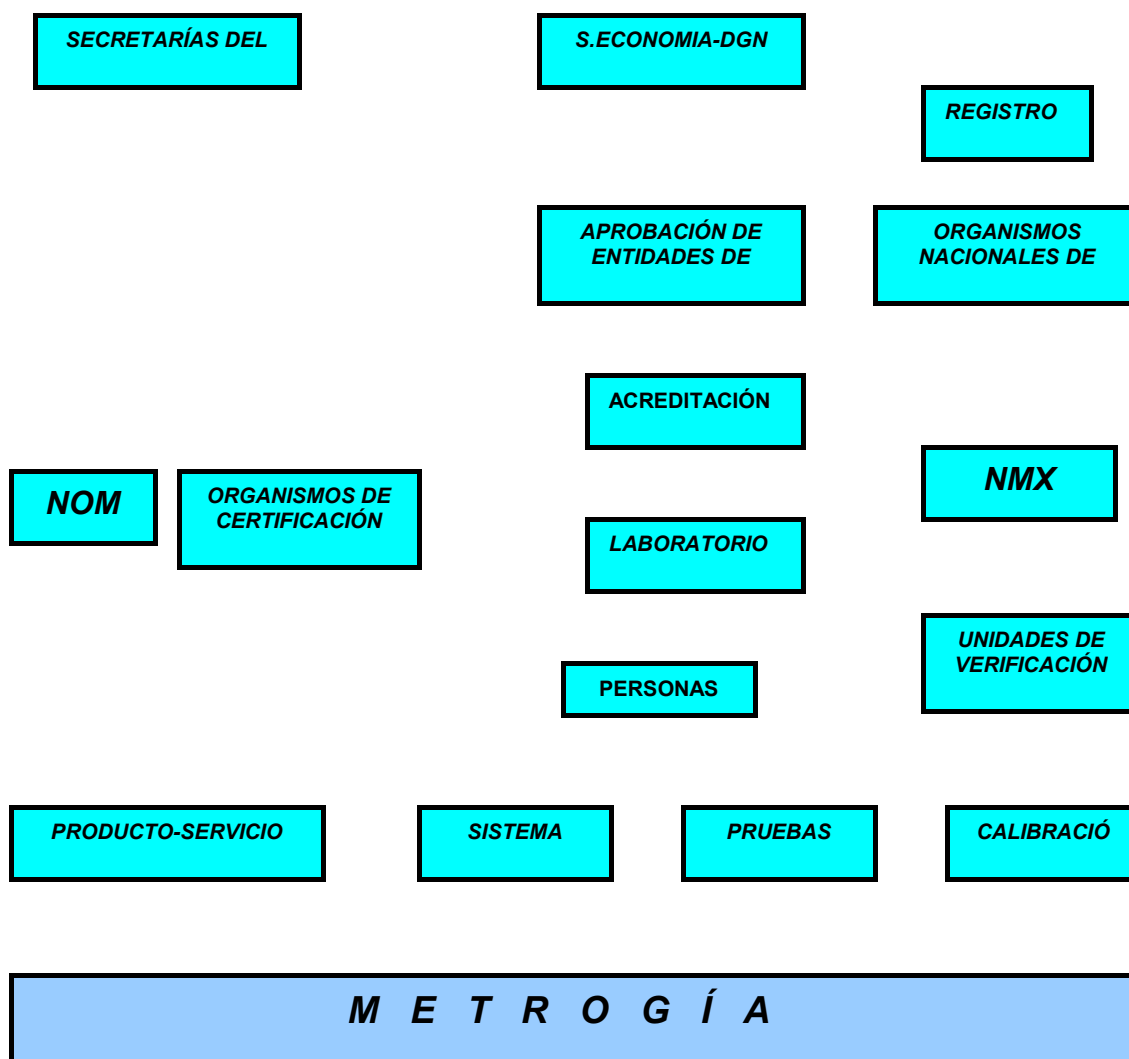 SECRETARÍAS DEL
S.ECONOMIA-DGN
REGISTRO
APROBACIÓN DE
ENTIDADES DE
ORGANISMOS
NACIONALES DE
ACREDITACIÓN
NMX
NOM
ORGANISMOS DE
CERTIFICACIÓN
LABORATORIO
UNIDADES DE
VERIFICACIÓN
PERSONAS
PRODUCTO-SERVICIO
SISTEMA
PRUEBAS
CALIBRACIÓ
M E T R O G Í A